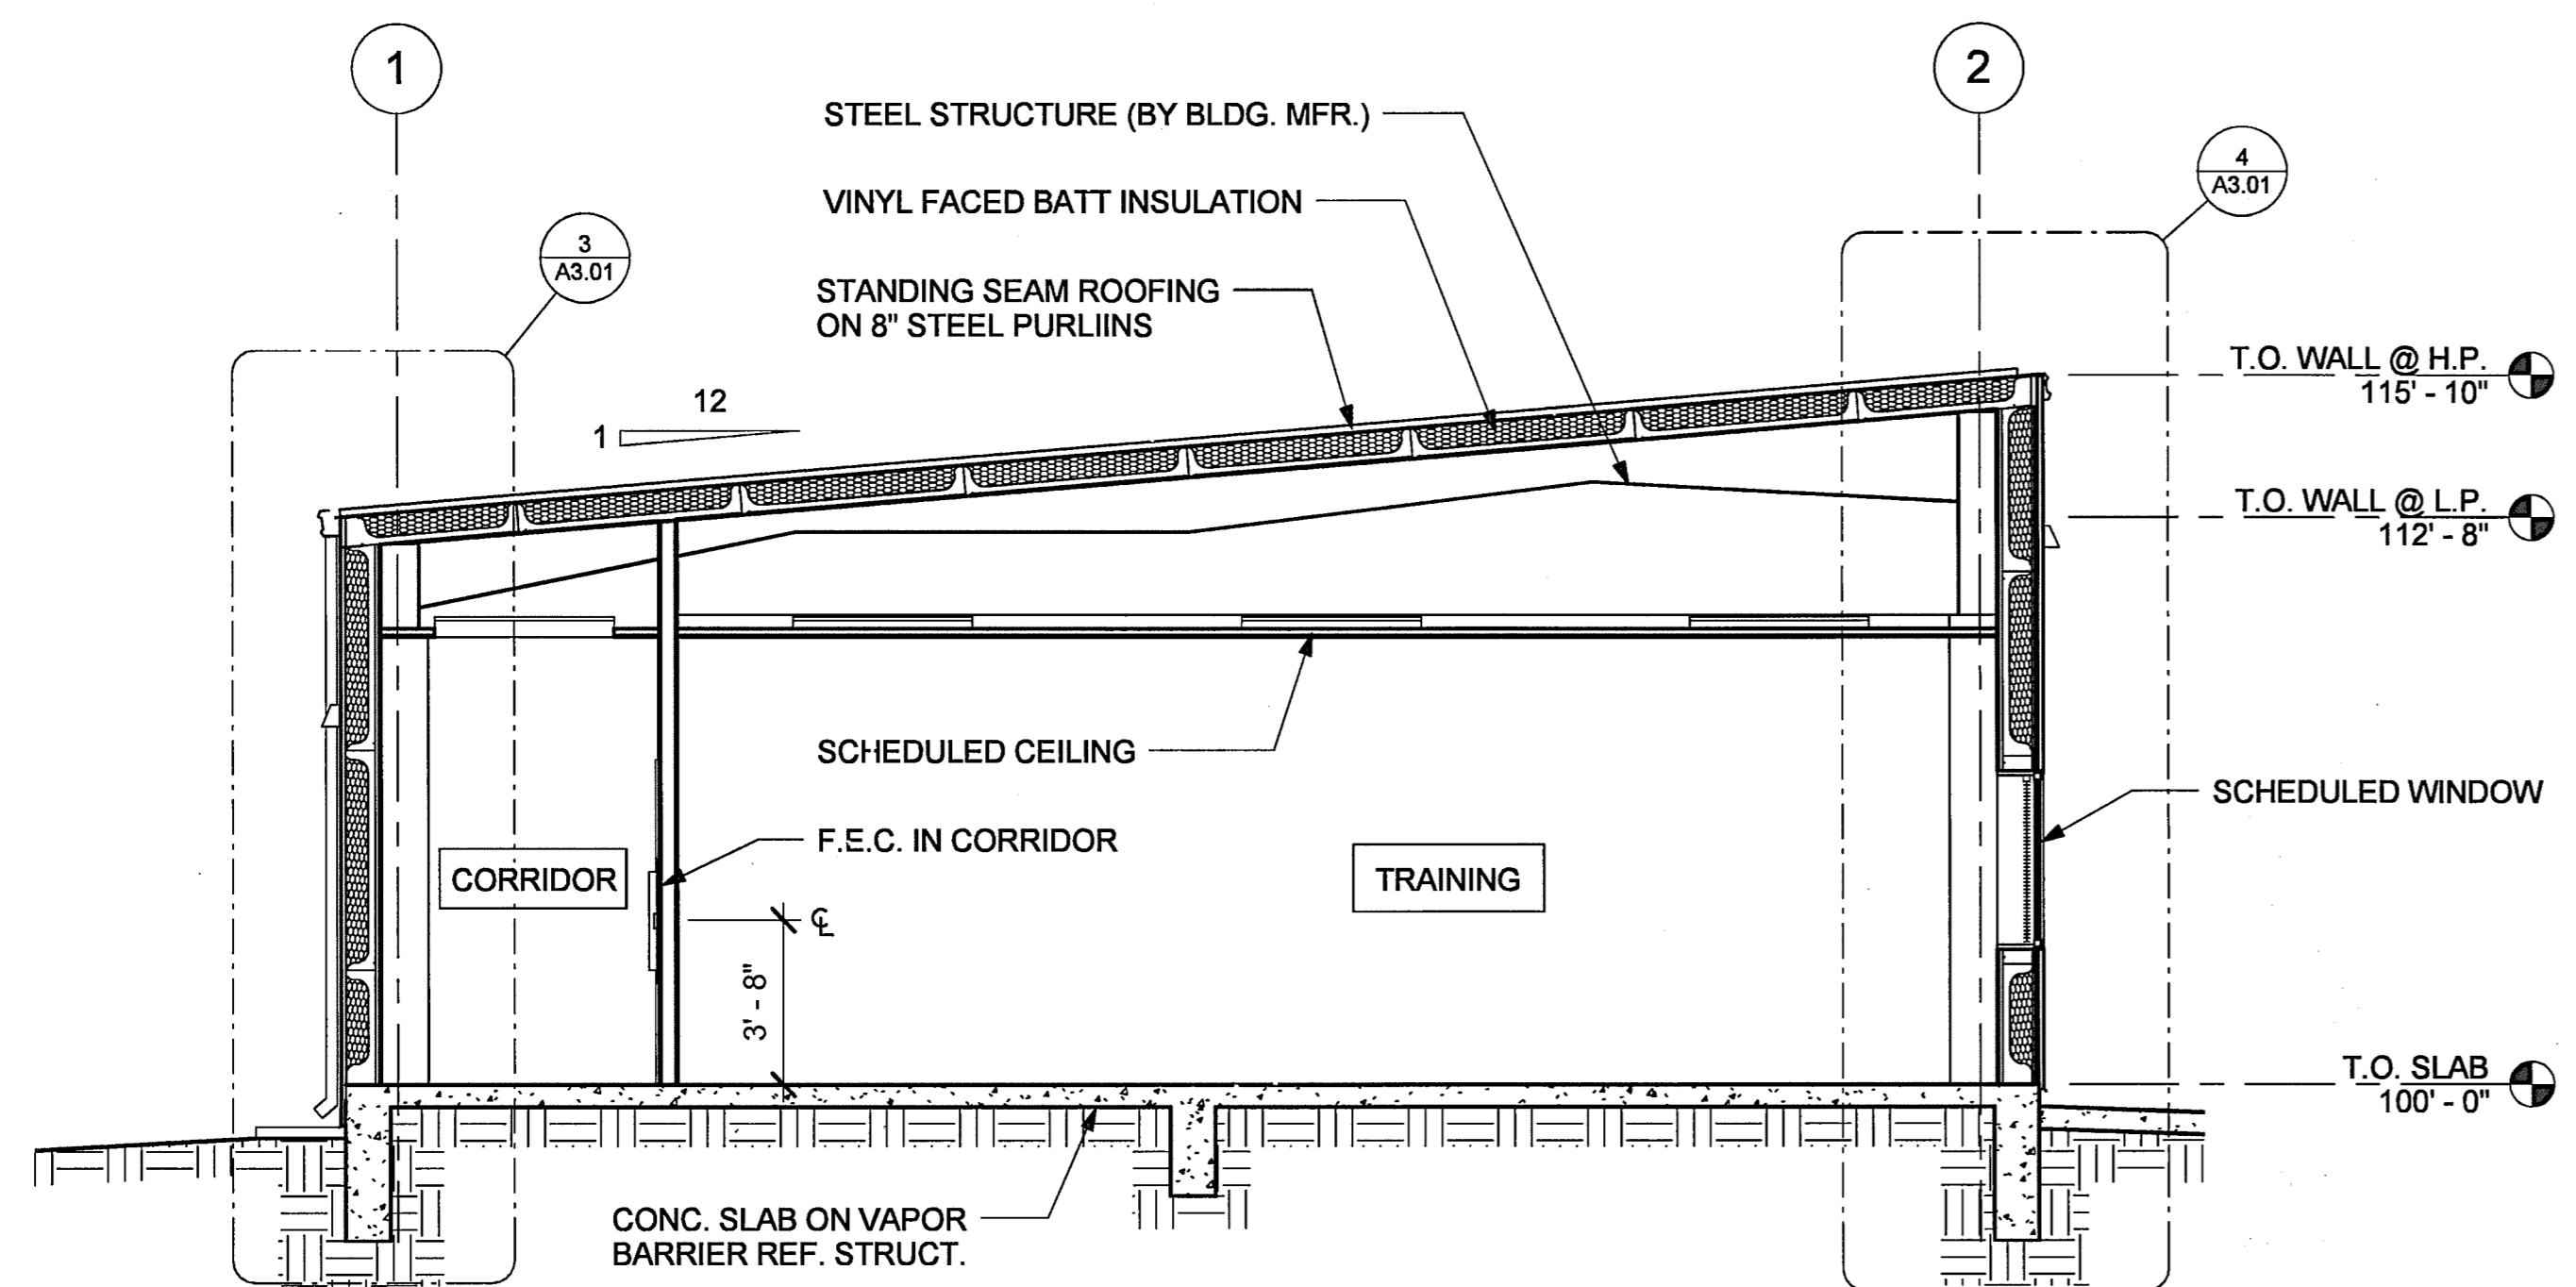 1
2
STEEL STRUCTURE (BY BLDG. MFR.)
4
A3.01
VINYL FACED BATT INSULATION
3
A3.01
STANDING SEAM ROOFING
ON 8" STEEL PURLIINS
T.O. WALL @ H.P.
115' - 10"
12
1
T.O. WALL @ L.P.
112' - 8"
SCHEDULED CEILING
SCHEDULED WINDOW
F.E.C. IN CORRIDOR
CORRIDOR
TRAINING
℄
3' - 8"
T.O. SLAB
100' - 0"
CONC. SLAB ON VAPOR
BARRIER REF. STRUCT.